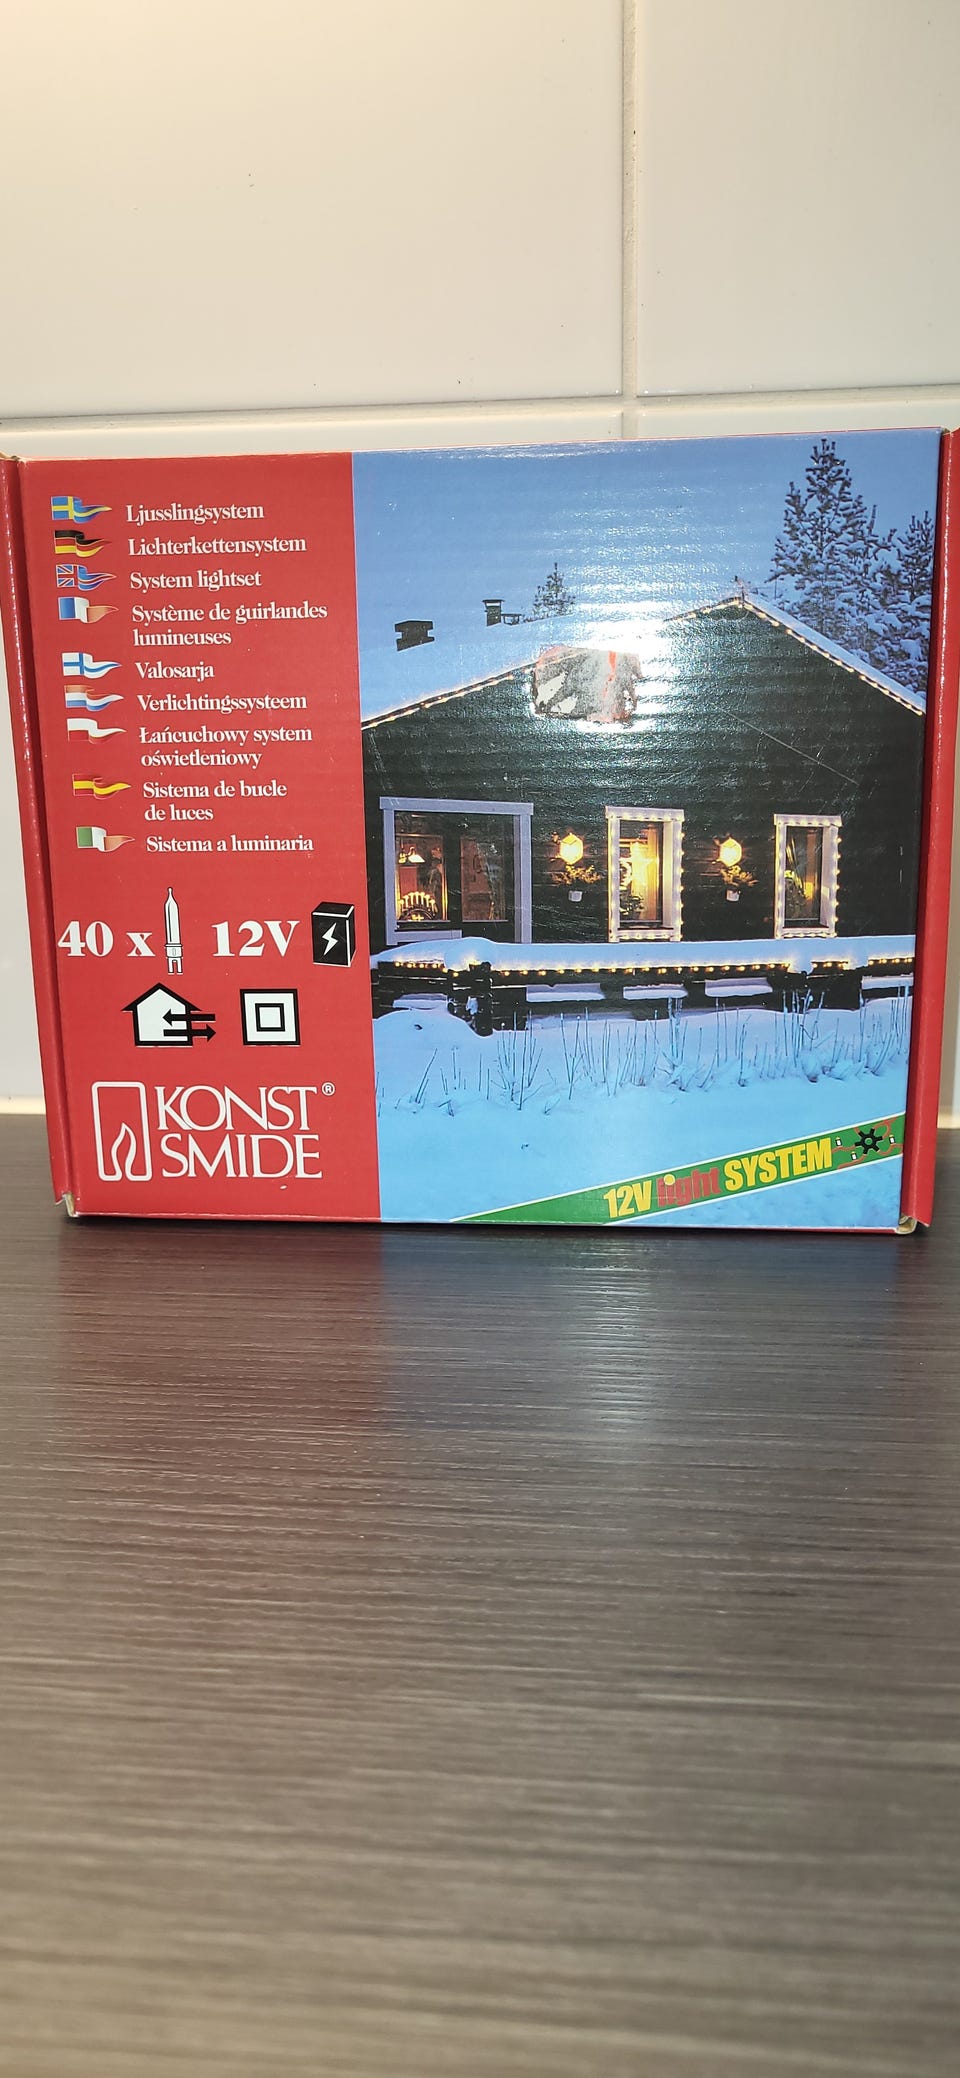 Ljusslingsystem
Lichterkettensystem
System lightset
Système de guirlandes
lumineuses
Valosarja
Verlichtingssysteem
Łańcuchowy system
oświetleniowy
Sistema de bucle
de luces
Sistema a luminaria
40 x 12V
KONST®
SMIDE
12V light SYSTEM